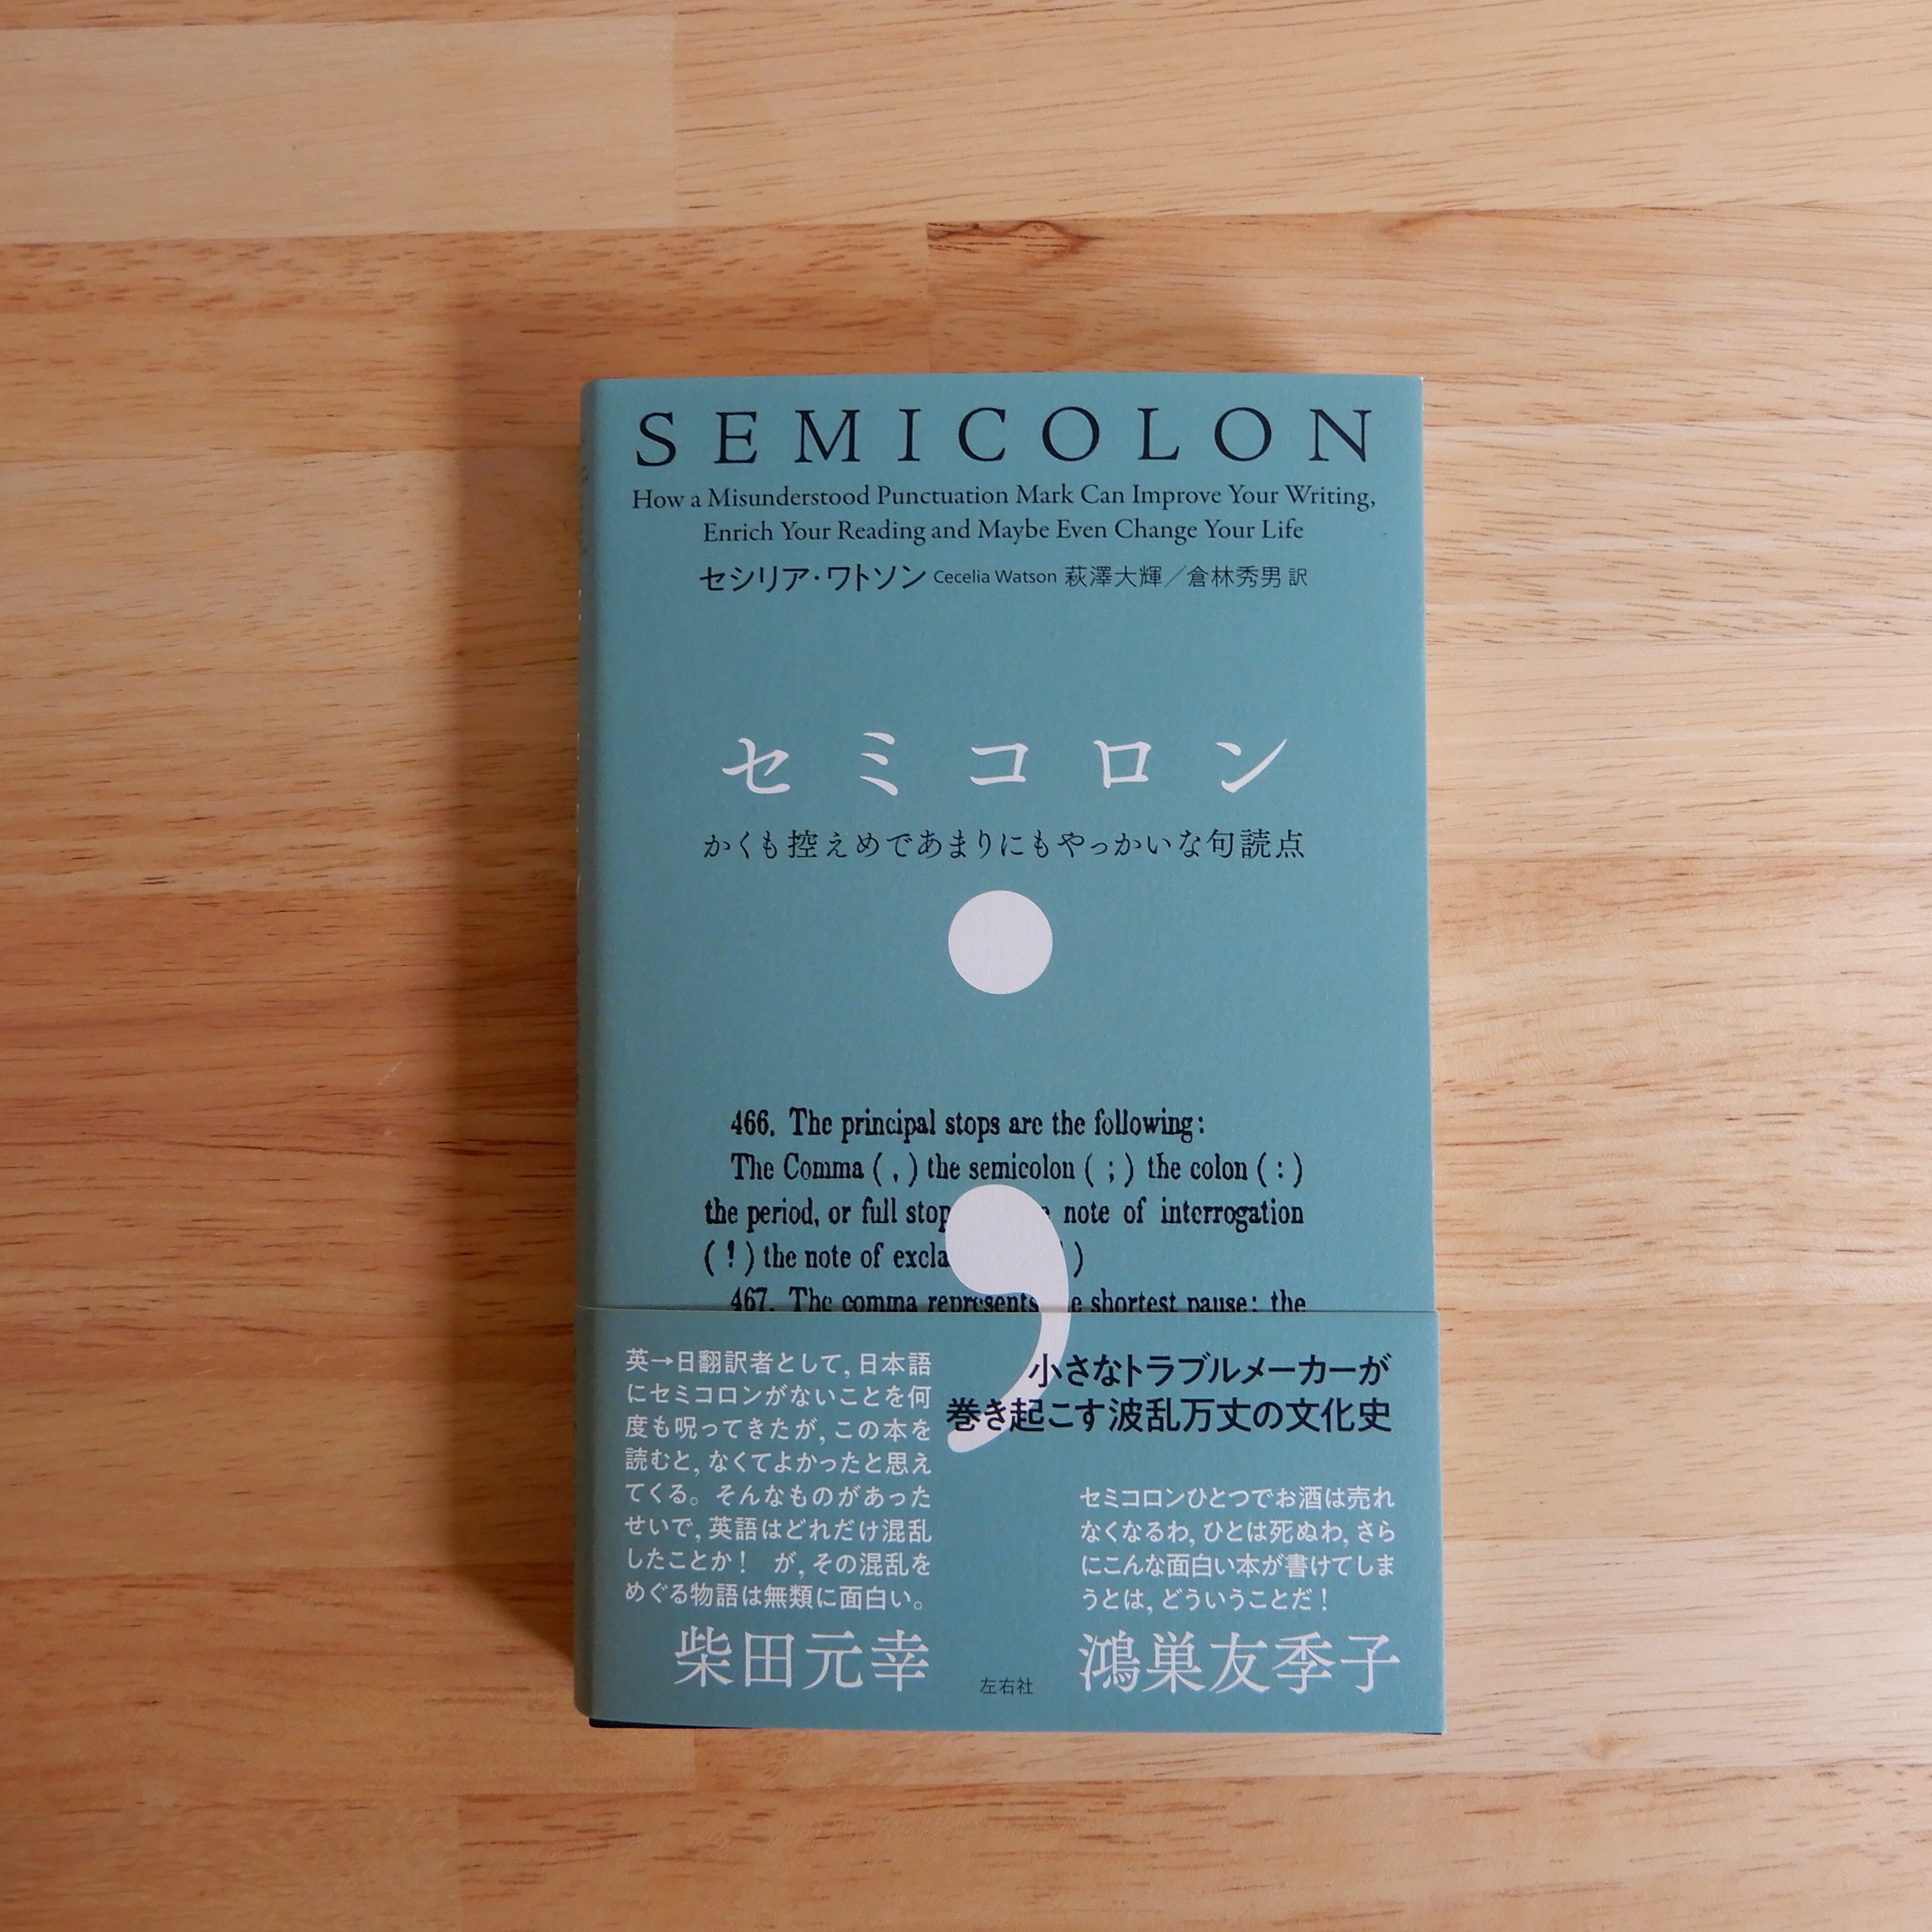 SEMICOLON
How a Misunderstood Punctuation Mark Can Improve Your Writing,
Enrich Your Reading and Maybe Even Change Your Life
セシリア・ワトソン Cecelia Watson 萩澤大輝／倉林秀男 訳
セミコロン
かくも控えめであまりにもやっかいな句読点
466. The principal stops are the following:
The Comma ( , ) the semicolon ( ; ) the colon ( : )
the period, or full stop note of interrogation
( ! ) the note of excla )
467. The comma represents e shortest pause: the
英→日翻訳者として, 日本語
にセミコロンがないことを何
度も呪ってきたが, この本を
読むと, なくてよかったと思え
てくる。そんなものがあった
せいで, 英語はどれだけ混乱
したことか！ が, その混乱を
めぐる物語は無類に面白い。
柴田元幸
小さなトラブルメーカーが
巻き起こす波乱万丈の文化史
セミコロンひとつでお酒は売れ
なくなるわ, ひとは死ぬわ, さら
にこんな面白い本が書けてしま
うとは, どういうことだ！
鴻巣友季子
左右社